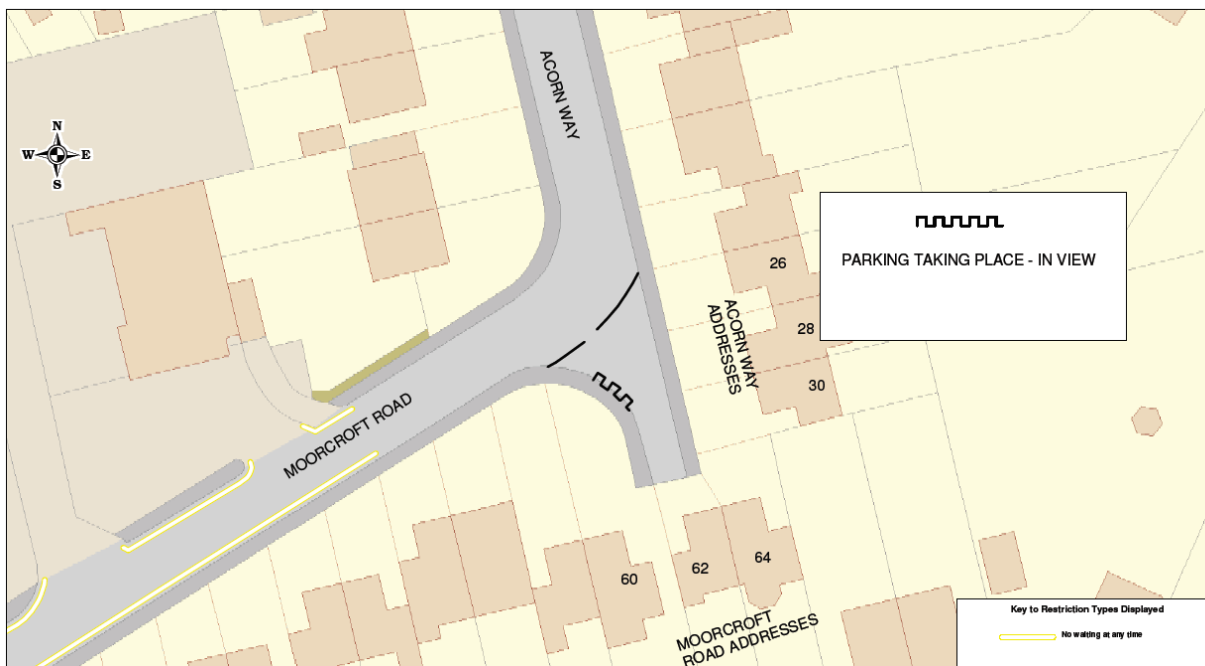 ACORN WAY
N
W E
S
PARKING TAKING PLACE - IN VIEW
26
28
30
ACORN WAY
ADDRESSES
MOORCROFT ROAD
60
62
64
MOORCROFT
ROAD ADDRESSES
Key to Restriction Types Displayed
No waiting at any time